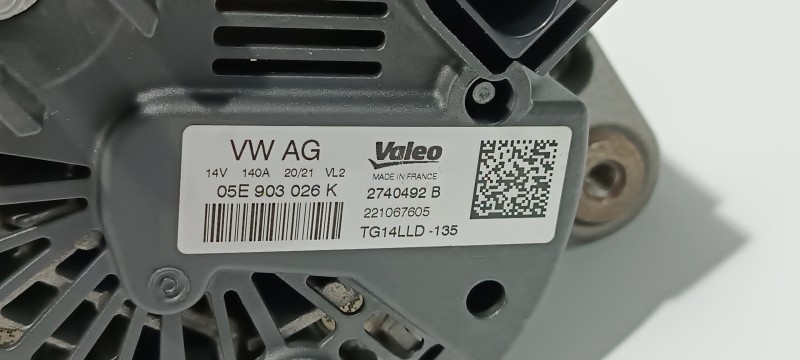 VW AG
14V 140A 20/21 VL2
05E 903 026 K
Valeo
MADE IN FRANCE
2740492 B
221067605
TG14LLD -135